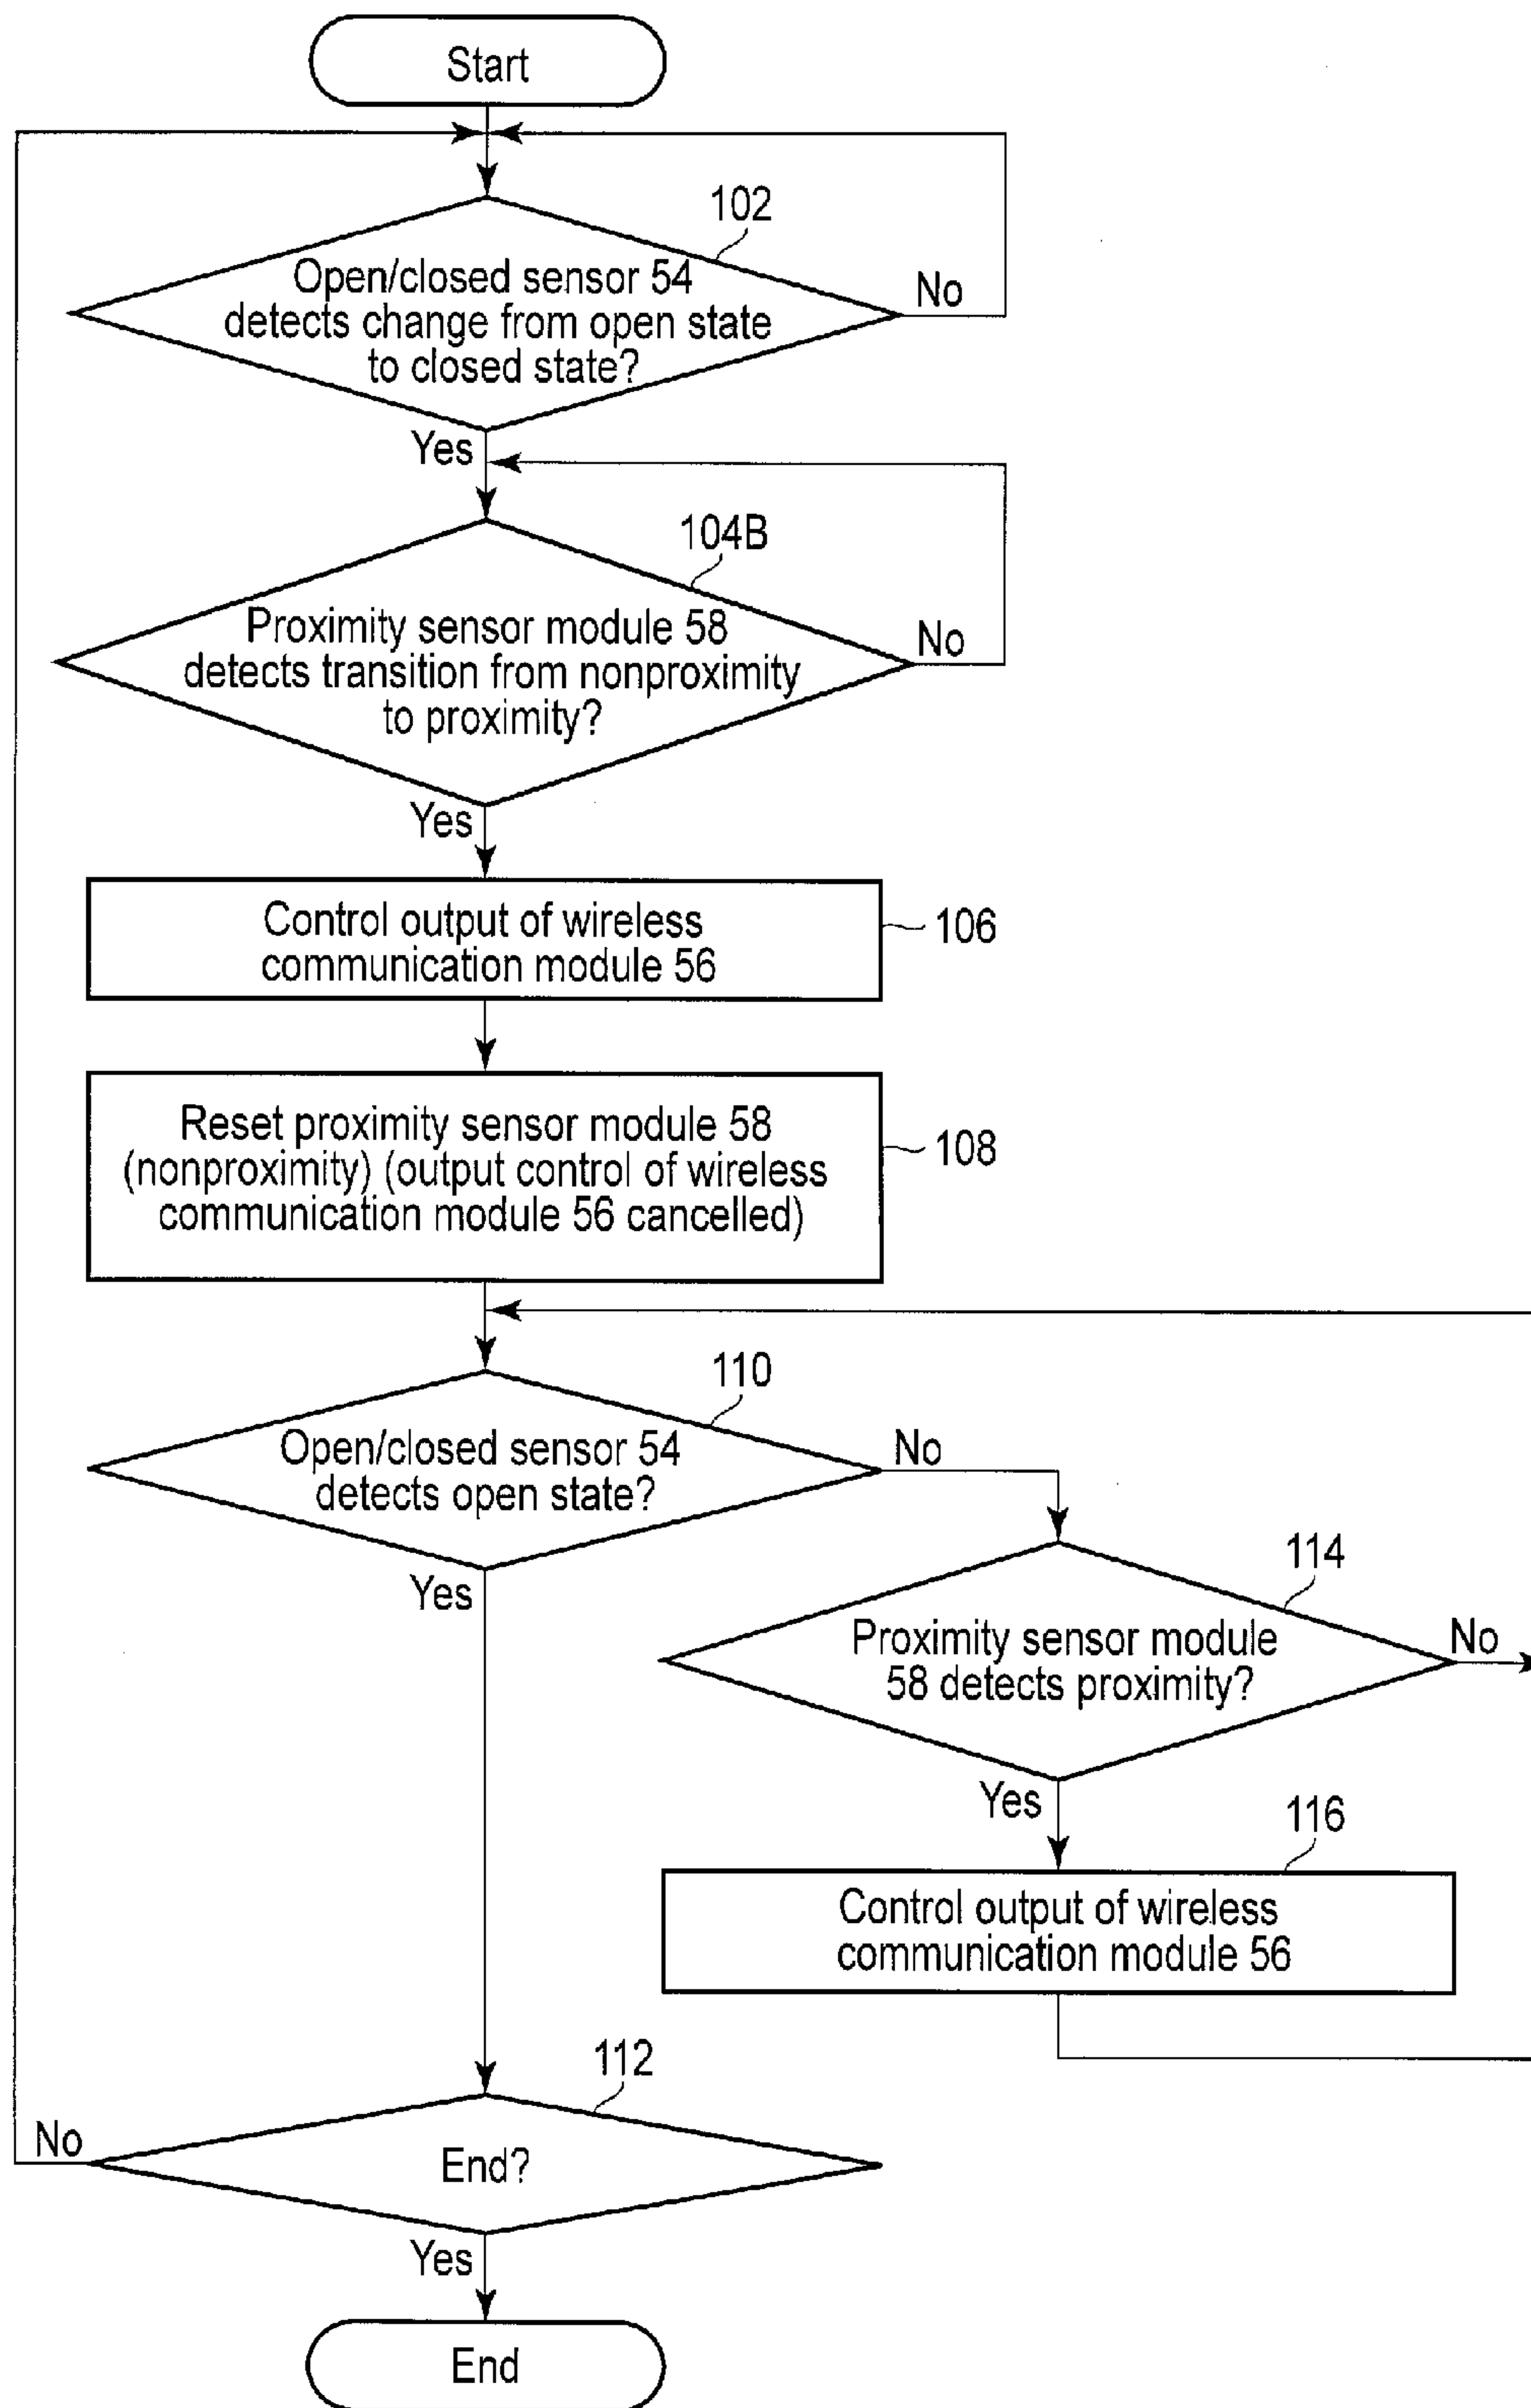 Start
102
Open/closed sensor 54
detects change from open state
to closed state?
No
Yes
104B
Proximity sensor module 58
detects transition from nonproximity
to proximity?
No
Yes
Control output of wireless
communication module 56
106
Reset proximity sensor module 58
(nonproximity) (output control of wireless
communication module 56 cancelled)
108
110
Open/closed sensor 54
detects open state?
No
Yes
114
Proximity sensor module
58 detects proximity?
No
Yes
116
Control output of wireless
communication module 56
112
End?
No
Yes
End